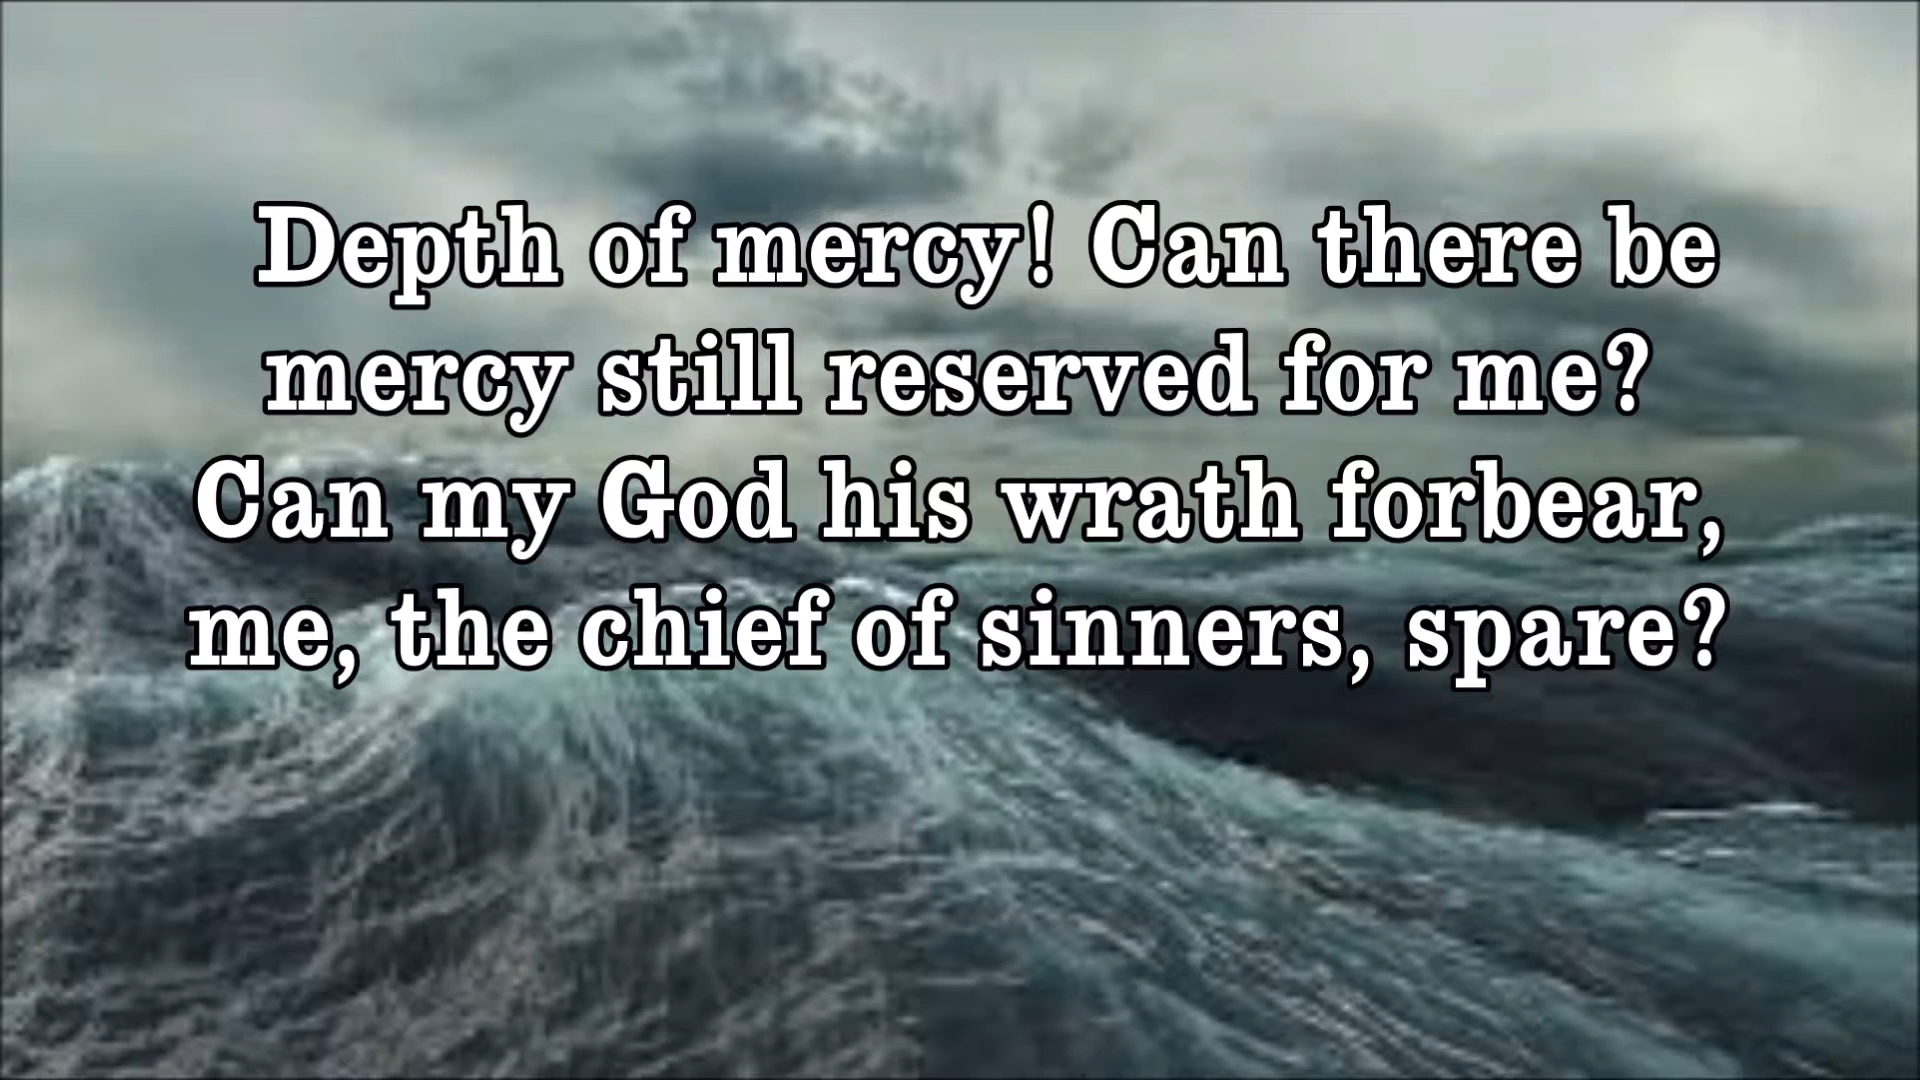 Depth of mercy! Can there be
mercy still reserved for me?
Can my God his wrath forbear,
me, the chief of sinners, spare?